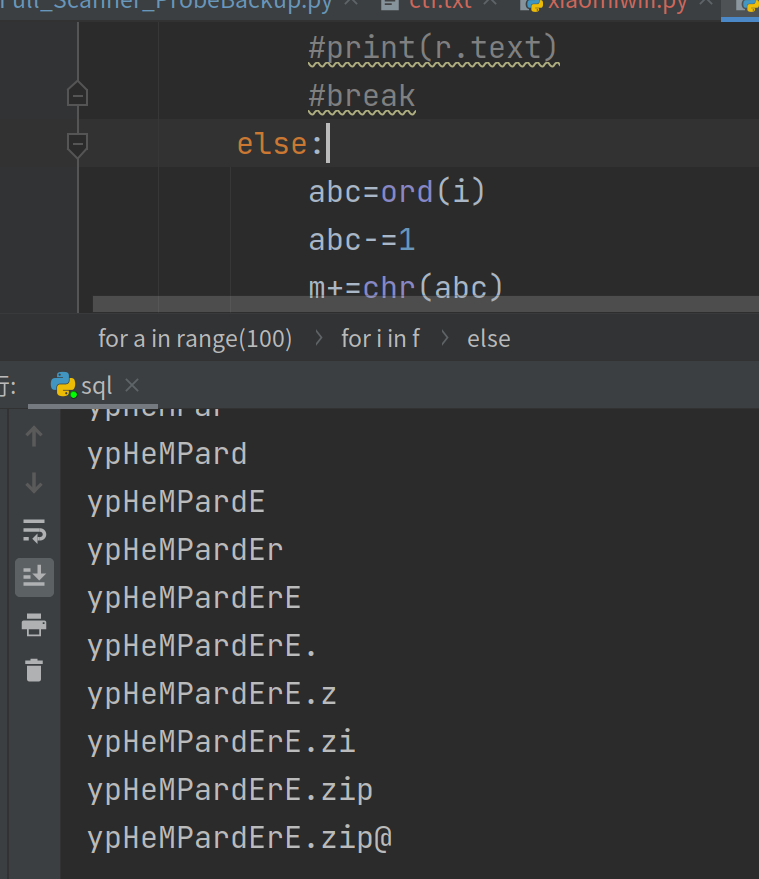 Full_Scanner_ProbeBackup.py ctf.txt xiaomiwifi.py
#print(r.text)
#break
else:
abc=ord(i)
abc-=1
m+=chr(abc)
for a in range(100) for i in f else
行: sql
ypHeMPar
ypHeMPard
ypHeMPardE
ypHeMPardEr
ypHeMPardErE
ypHeMPardErE.
ypHeMPardErE.z
ypHeMPardErE.zi
ypHeMPardErE.zip
ypHeMPardErE.zip@